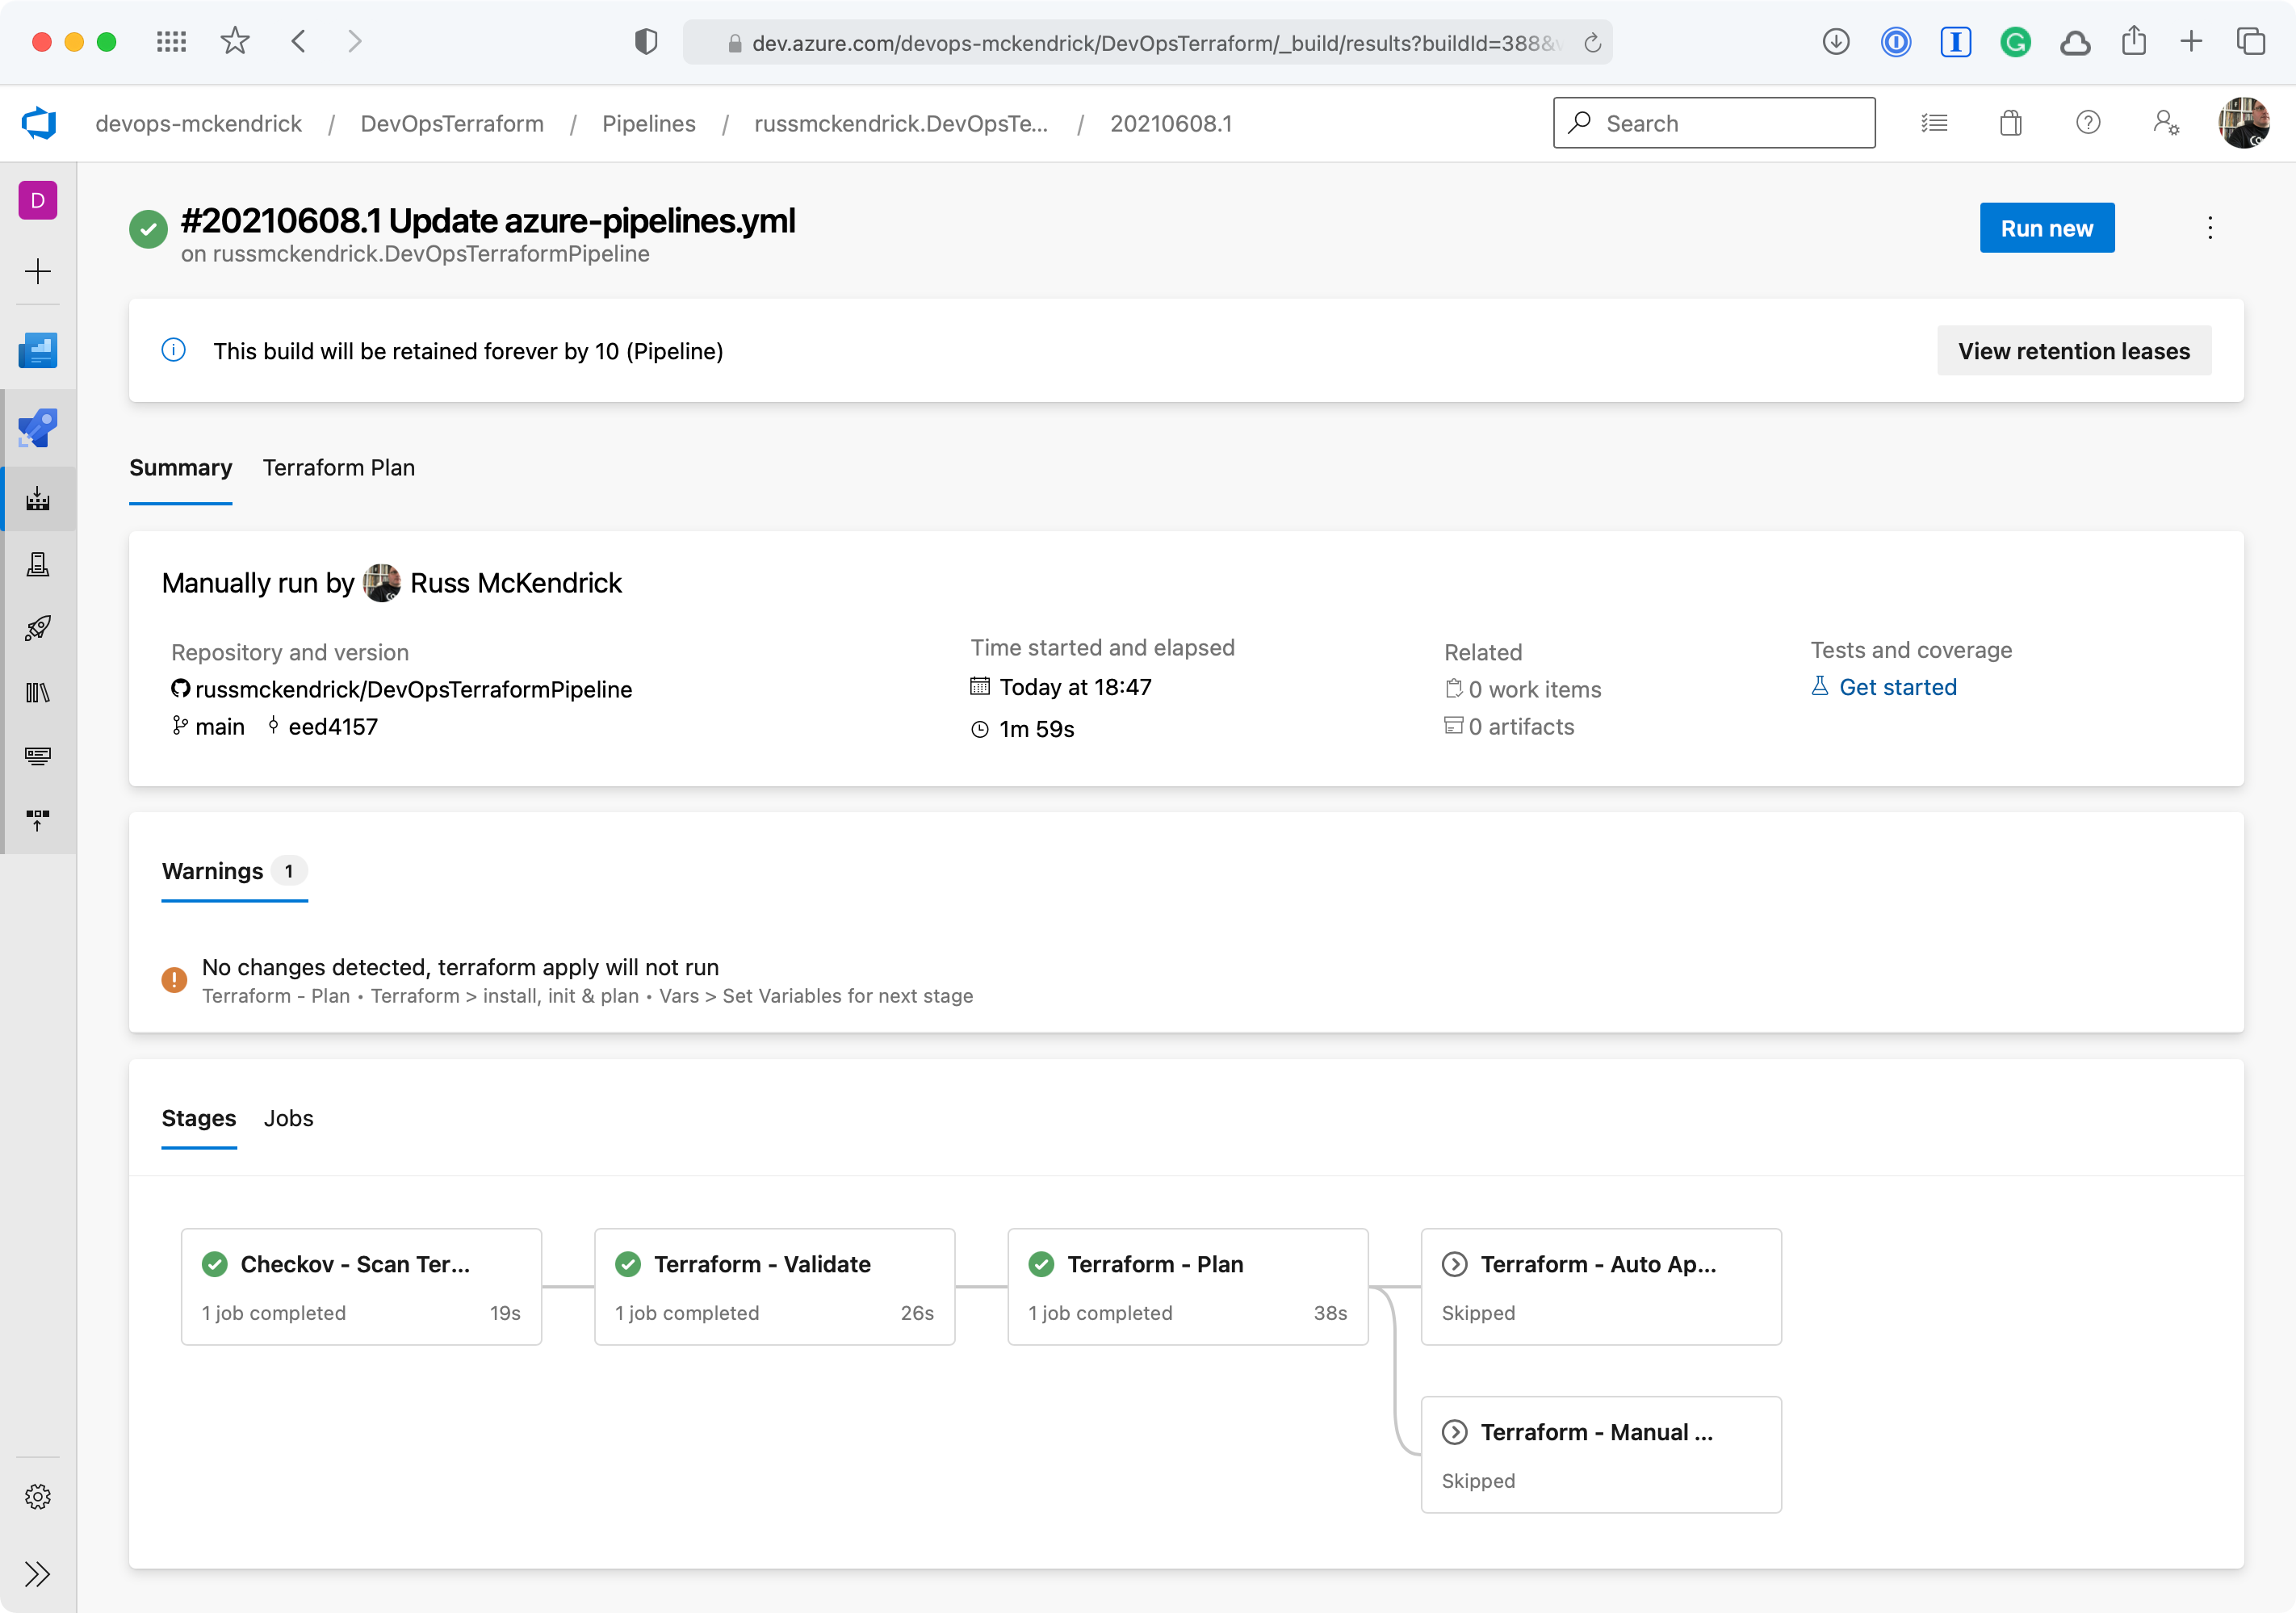 dev.azure.com/devops-mckendrick/DevOpsTerraform/_build/results?buildId=388&
devops-mckendrick / DevOpsTerraform / Pipelines / russmckendrick.DevOpsTe... / 20210608.1
Search
D
#20210608.1 Update azure-pipelines.yml
on russmckendrick.DevOpsTerraformPipeline
Run new
This build will be retained forever by 10 (Pipeline)
View retention leases
Summary
Terraform Plan
Manually run by Russ McKendrick
Repository and version
russmckendrick/DevOpsTerraformPipeline
main eed4157
Time started and elapsed
Today at 18:47
1m 59s
Related
0 work items
0 artifacts
Tests and coverage
Get started
Warnings 1
No changes detected, terraform apply will not run
Terraform - Plan • Terraform > install, init & plan • Vars > Set Variables for next stage
Stages
Jobs
Checkov - Scan Ter...
1 job completed 19s
Terraform - Validate
1 job completed 26s
Terraform - Plan
1 job completed 38s
Terraform - Auto Ap...
Skipped
Terraform - Manual ...
Skipped